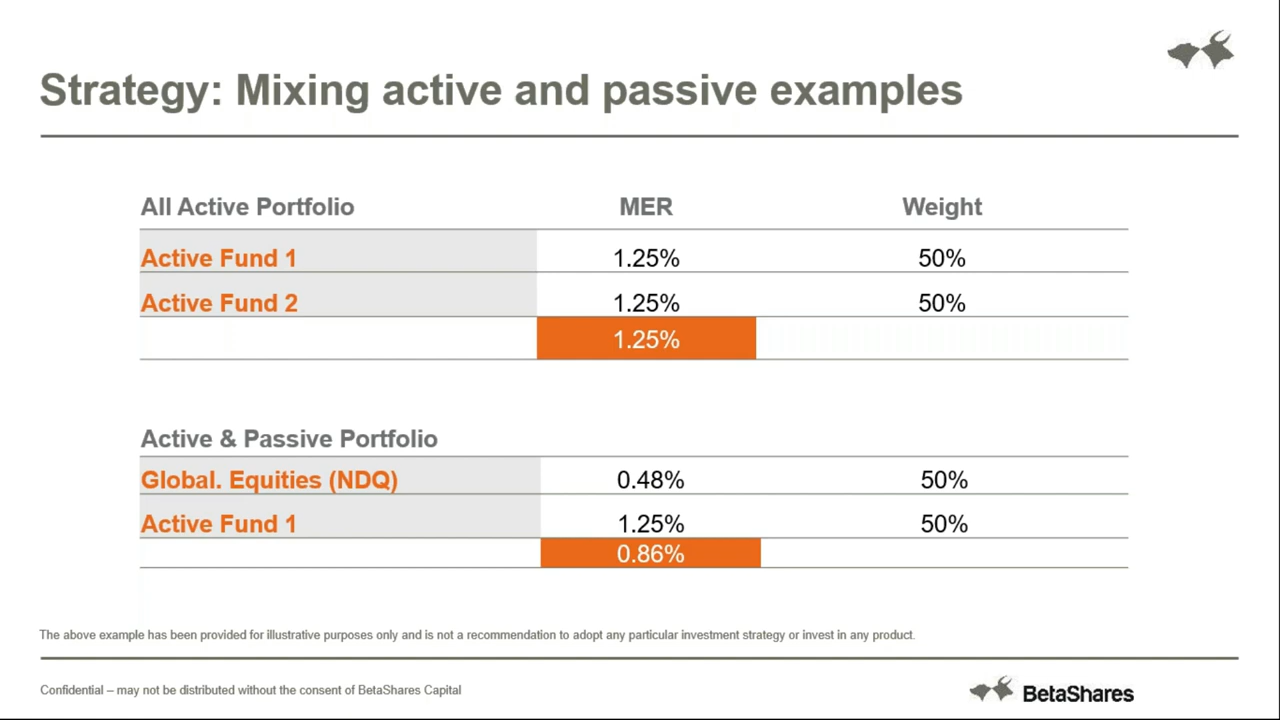 Strategy: Mixing active and passive examples
All Active Portfolio MER Weight
Active Fund 1 1.25% 50%
Active Fund 2 1.25% 50%
1.25%
Active & Passive Portfolio
Global. Equities (NDQ) 0.48% 50%
Active Fund 1 1.25% 50%
0.86%
The above example has been provided for illustrative purposes only and is not a recommendation to adopt any particular investment strategy or invest in any product.
Confidential – may not be distributed without the consent of BetaShares Capital
BetaShares